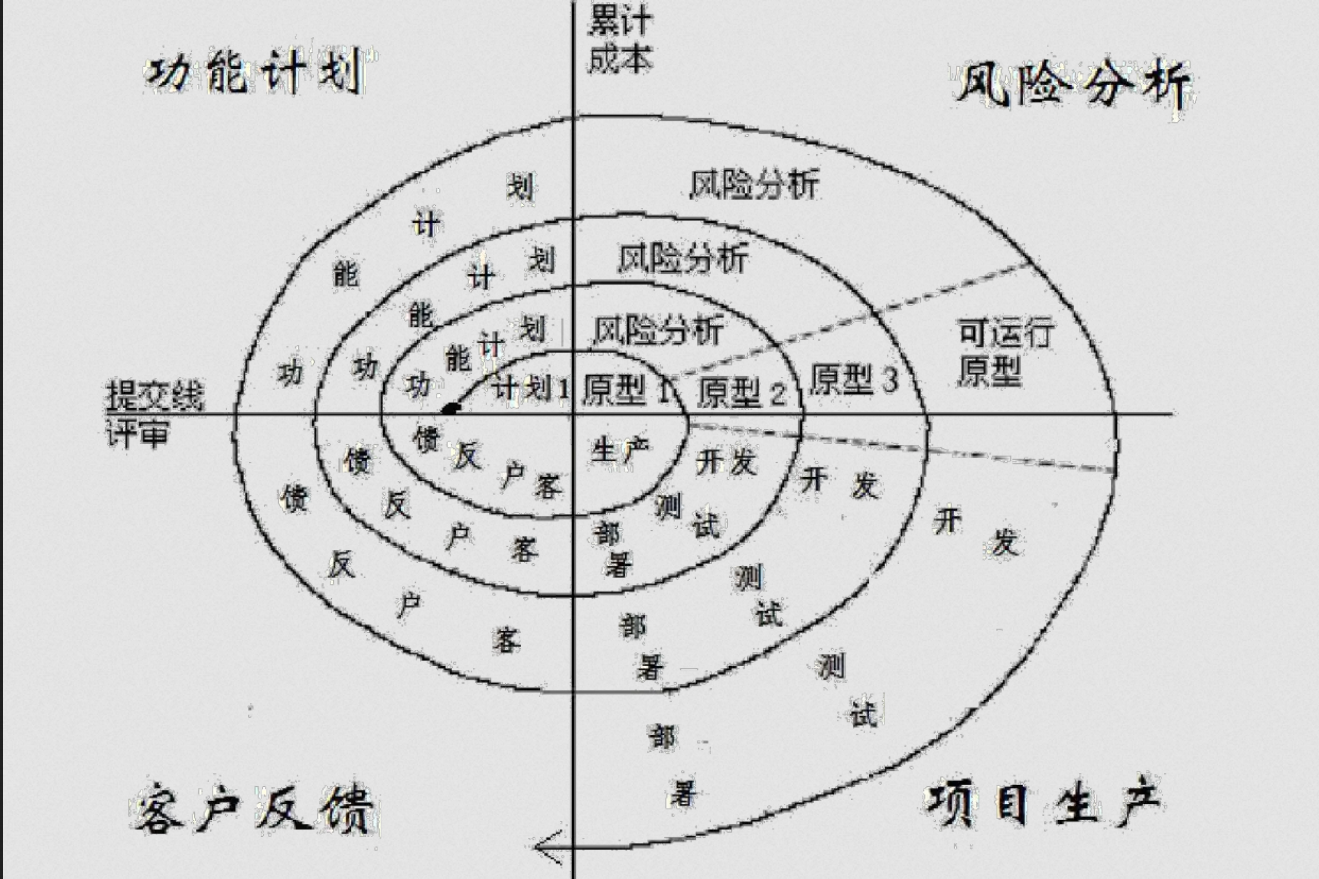 累计
成本
功能计划
风险分析
功能计划
风险分析
功能计划
风险分析
功能计划
风险分析
计划1
原型1
原型2
原型3
可运行
原型
提交线
评审
生产
客户反馈
开发
测试
部署
客户反馈
开发
测试
部署
客户反馈
开发
测试
部署
客户反馈
项目生产